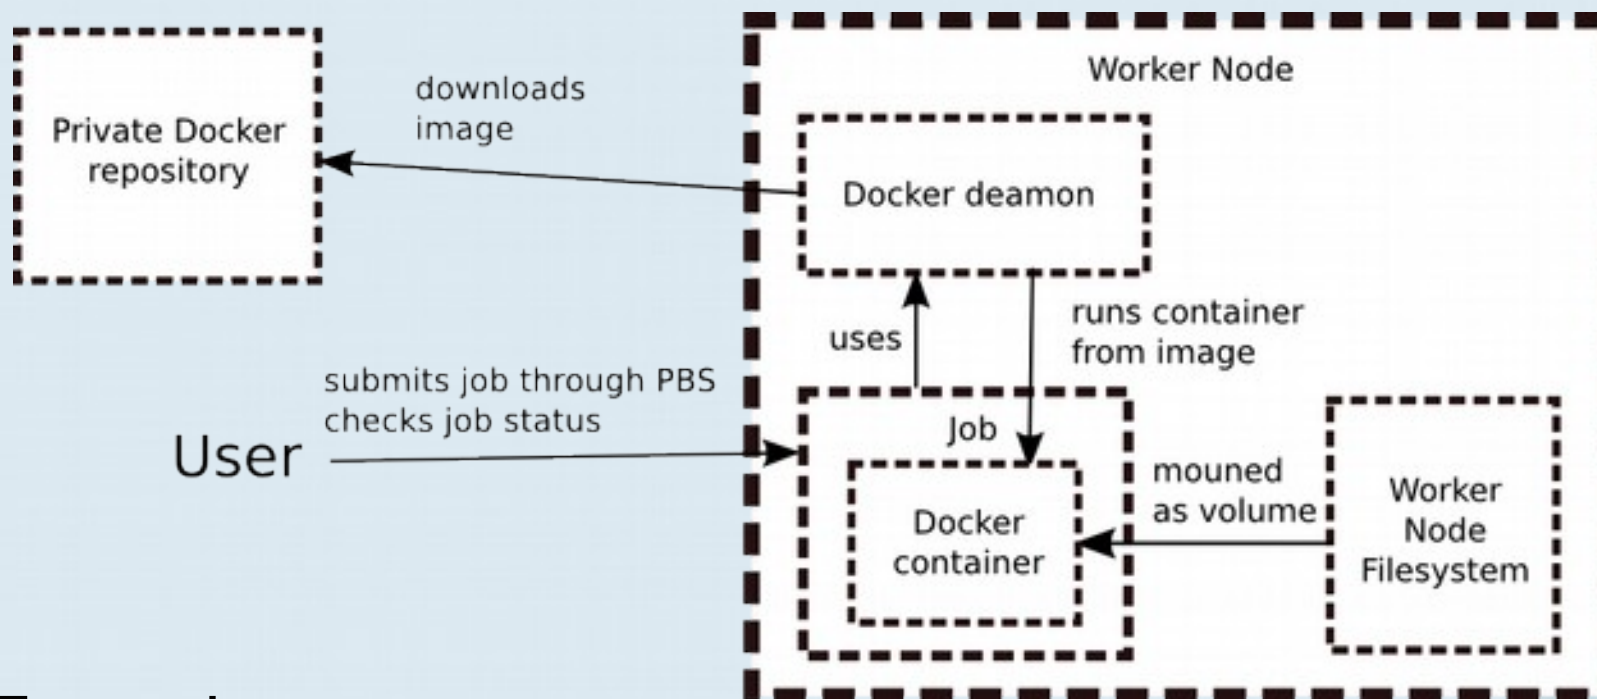 Private Docker
repository
downloads
image
Worker Node
Docker deamon
uses
runs container
from image
submits job through PBS
checks job status
User
Job
Docker
container
mouned
as volume
Worker
Node
Filesystem